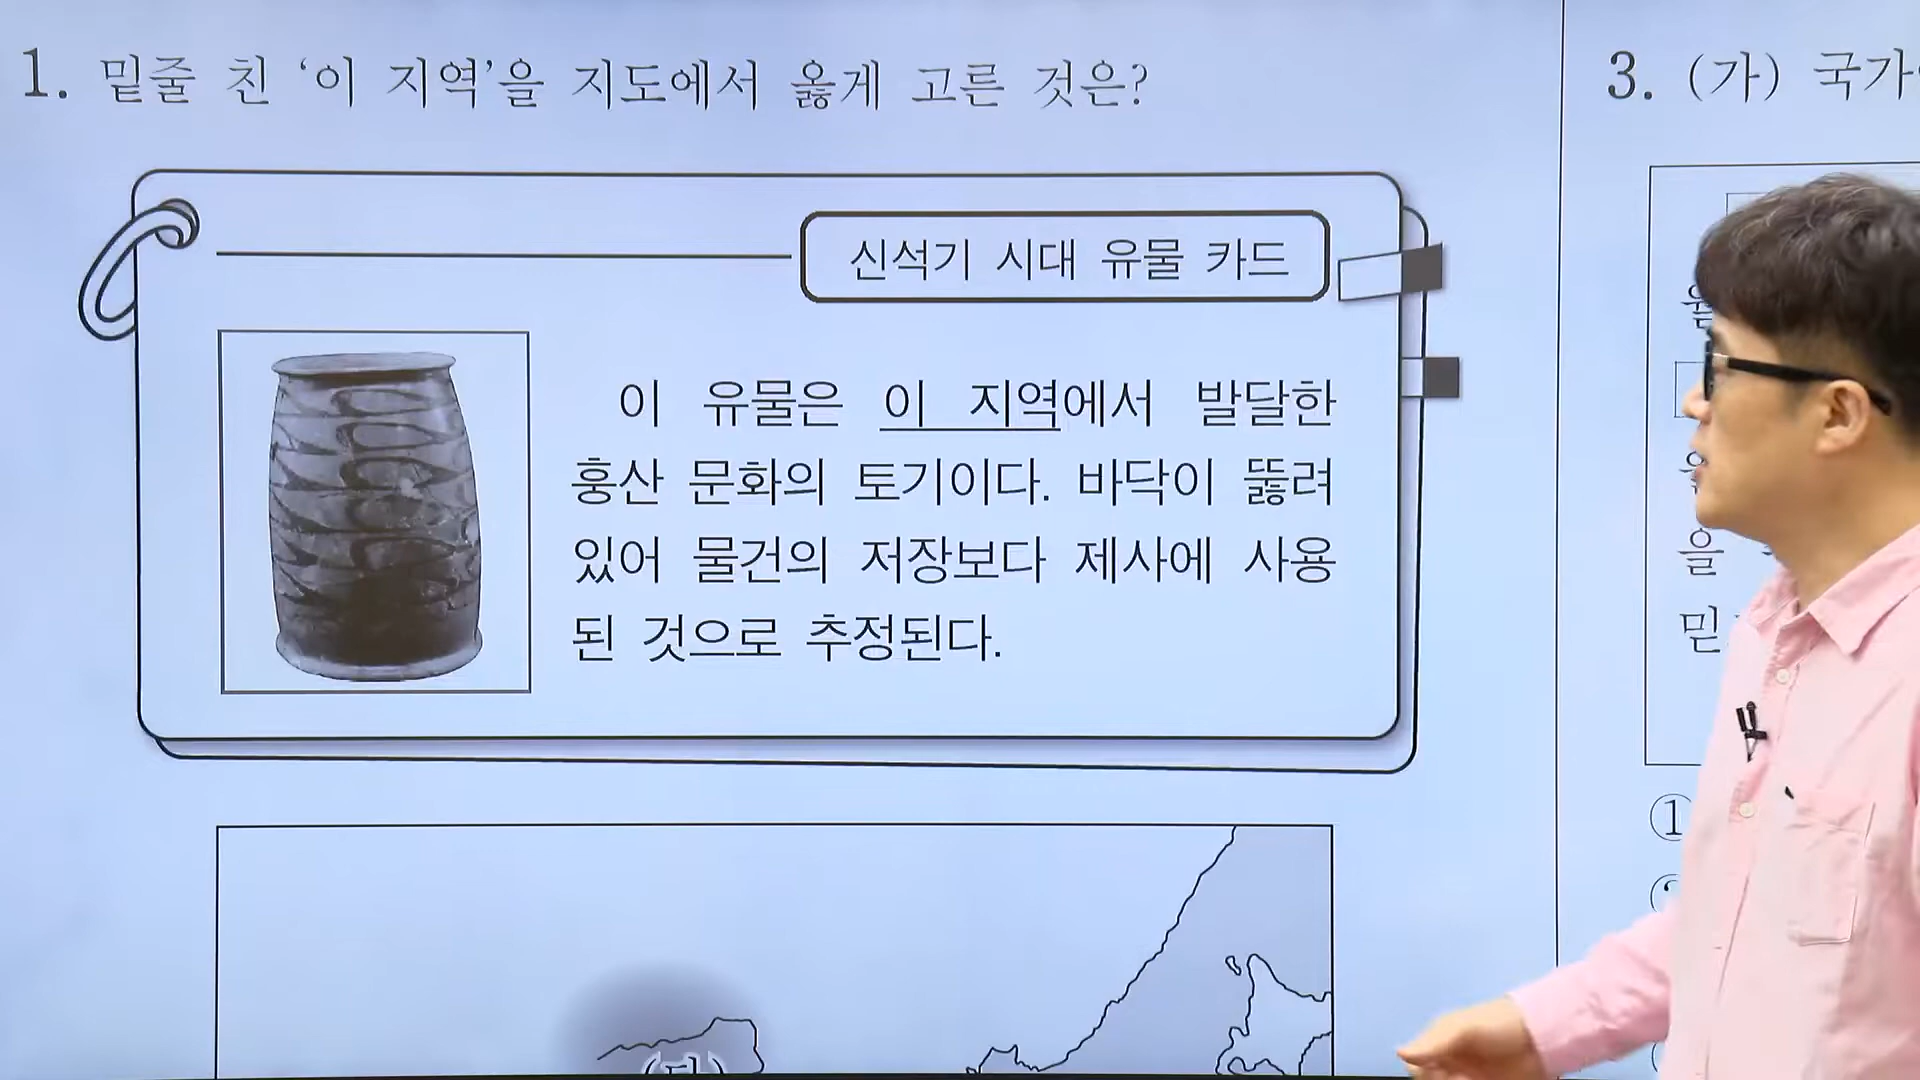 1. 밑줄 친 ‘이 지역’을 지도에서 옳게 고른 것은?
신석기 시대 유물 카드
이 유물은 이 지역에서 발달한
훙산 문화의 토기이다. 바닥이 뚫려
있어 물건의 저장보다 제사에 사용
된 것으로 추정된다.
3. (가) 국가
을
①